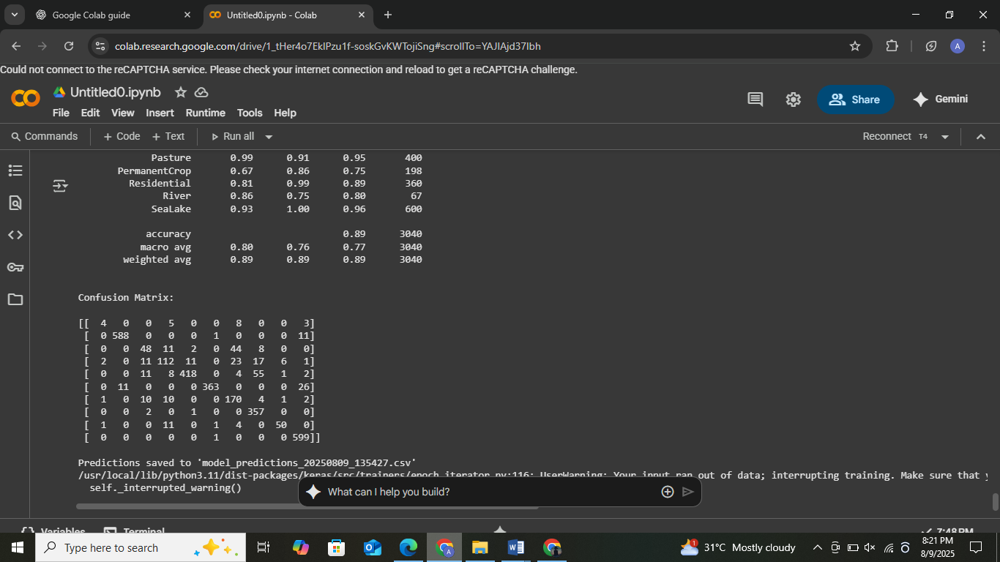 Google Colab guide
Untitled0.ipynb - Colab
colab.research.google.com/drive/1_tHer4o7EklPzu1f-soskGvKWTojiSng#scrollTo=YAJIAjd37Ibh
A
Could not connect to the reCAPTCHA service. Please check your internet connection and reload to get a reCAPTCHA challenge.
Untitled0.ipynb
File Edit View Insert Runtime Tools Help
Share
Gemini
Commands + Code + Text Run all
Reconnect T4
Pasture 0.99 0.91 0.95 400
PermanentCrop 0.67 0.86 0.75 198
Residential 0.81 0.99 0.89 360
River 0.86 0.75 0.80 67
SeaLake 0.93 1.00 0.96 600
accuracy 0.89 3040
macro avg 0.80 0.76 0.77 3040
weighted avg 0.89 0.89 0.89 3040
Confusion Matrix:
[[ 4 0 0 5 0 0 8 0 0 3]
[ 0 588 0 0 0 1 0 0 0 11]
[ 0 0 48 11 2 0 44 8 0 0]
[ 2 0 11 112 11 0 23 17 6 1]
[ 0 0 11 8 418 0 4 55 1 2]
[ 0 11 0 0 0 363 0 0 0 26]
[ 1 0 10 10 0 0 170 4 1 2]
[ 0 0 2 0 1 0 0 357 0 0]
[ 1 0 0 11 0 1 4 0 50 0]
[ 0 0 0 0 0 1 0 0 0 599]]
Predictions saved to 'model_predictions_20250809_135427.csv'
/usr/local/lib/python3.11/dist-packages/keras/src/trainers/epoch_iterator.py:116: UserWarning: Your input ran out of data; interrupting training. Make sure that
self._interrupted_warning()
What can I help you build?
Variables Terminal
7:48 PM
Type here to search
31°C Mostly cloudy
8:21 PM
8/9/2025